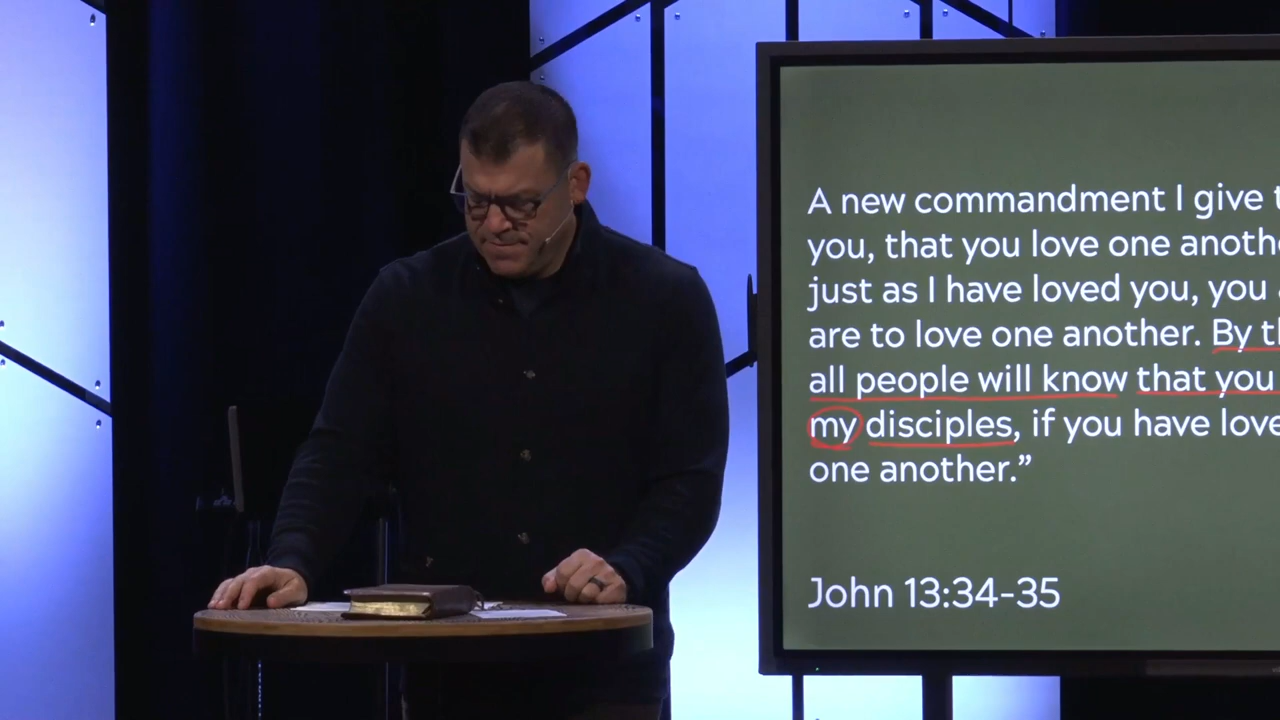 A new commandment I give
you, that you love one
just as I have loved you, you
are to love one another. By
all people will know that you
my disciples, if you have love
one another.”
John 13:34-35